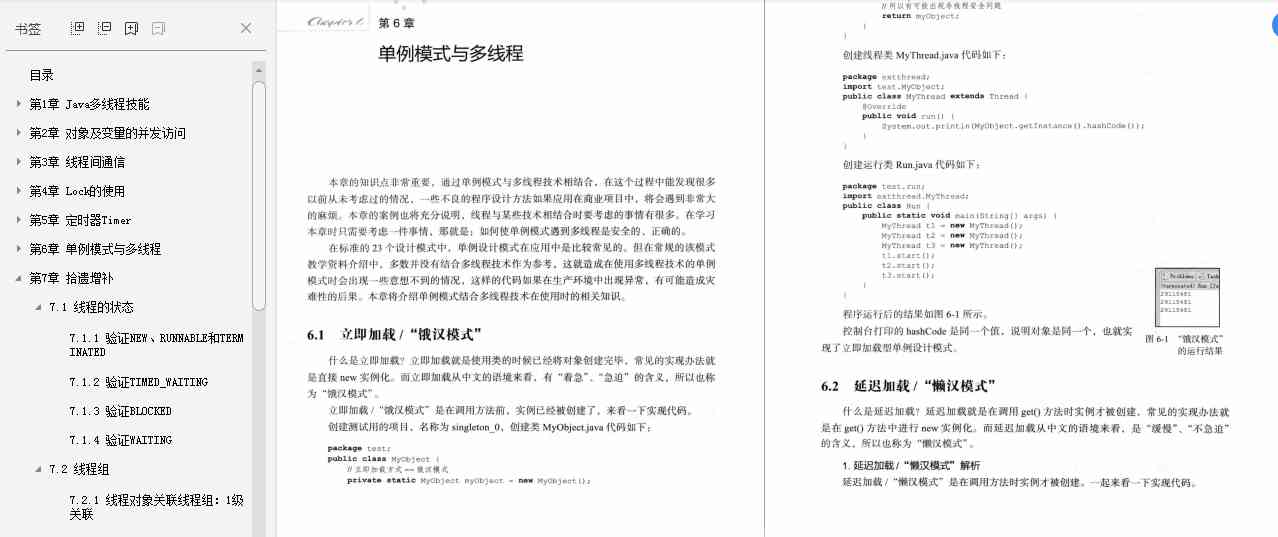 书签
目录
第1章 Java多线程技能
第2章 对象及变量的并发访问
第3章 线程间通信
第4章 Lock的使用
第5章 定时器Timer
第6章 单例模式与多线程
第7章 拾遗增补
7.1 线程的状态
7.1.1 验证NEW、RUNNABLE和TERM
INATED
7.1.2 验证TIMED_WAITING
7.1.3 验证BLOCKED
7.1.4 验证WAITING
7.2 线程组
7.2.1 线程对象关联线程组：1级
关联
第 6 章
单例模式与多线程
本章的知识点非常重要，通过单例模式与多线程技术相结合，在这个过程中能发现很多
以前从未考虑过的情况，一些不良的程序设计方法如果应用在商业项目中，将会遇到非常大
的麻烦。本章的案例也将充分说明，线程与某些技术相结合时要考虑的事情有很多。在学习
本章时只需要考虑一件事情，那就是：如何使单例模式遇到多线程是安全的、正确的。
在标准的 23 个设计模式中，单例设计模式在应用中是比较常见的。但在常规的该模式
教学资料介绍中，多数并没有结合多线程技术作为参考，这就造成在使用多线程技术的单例
模式时会出现一些意想不到的情况，这样的代码如果在生产环境中出现异常，有可能造成灾
难性的后果。本章将介绍单例模式结合多线程技术在使用时的相关知识。
6.1 立即加载 /“饿汉模式”
什么是立即加载？立即加载就是使用类的时候已经将对象创建完毕，常见的实现办法就
是直接 new 实例化。而立即加载从中文的语境来看，有“着急”、“急迫”的含义，所以也称
为“饿汉模式”。
立即加载 /“饿汉模式”是在调用方法前，实例已经被创建了，来看一下实现代码。
创建测试用的项目，名称为 singleton_0，创建类 MyObject.java 代码如下：
package test;
public class MyObject {
// 立即加载方式 == 饿汉模式
private static MyObject myObject = new MyObject();
// 所以有可能出现非线程安全问题
return myObject;
}
}
创建线程类 MyThread.java 代码如下：
package extthread;
import test.MyObject;
public class MyThread extends Thread {
@Override
public void run() {
System.out.println(MyObject.getInstance().hashCode());
}
}
创建运行类 Run.java 代码如下：
package test.run;
import extthread.MyThread;
public class Run {
public static void main(String[] args) {
MyThread t1 = new MyThread();
MyThread t2 = new MyThread();
MyThread t3 = new MyThread();
t1.start();
t2.start();
t3.start();
}
}
程序运行后的结果如图 6-1 所示。
控制台打印的 hashCode 是同一个值，说明对象是同一个，也就实
现了立即加载型单例设计模式。
Problems
图 6-1 “饿汉模式”
的运行结果
6.2 延迟加载 /“懒汉模式”
什么是延迟加载？延迟加载就是在调用 get() 方法时实例才被创建，常见的实现办法就
是在 get() 方法中进行 new 实例化。而延迟加载从中文的语境来看，是“缓慢”、“不急迫”
的含义，所以也称为“懒汉模式”。
1. 延迟加载 /“懒汉模式”解析
延迟加载 /“懒汉模式”是在调用方法时实例才被创建。一起来看一下实现代码。